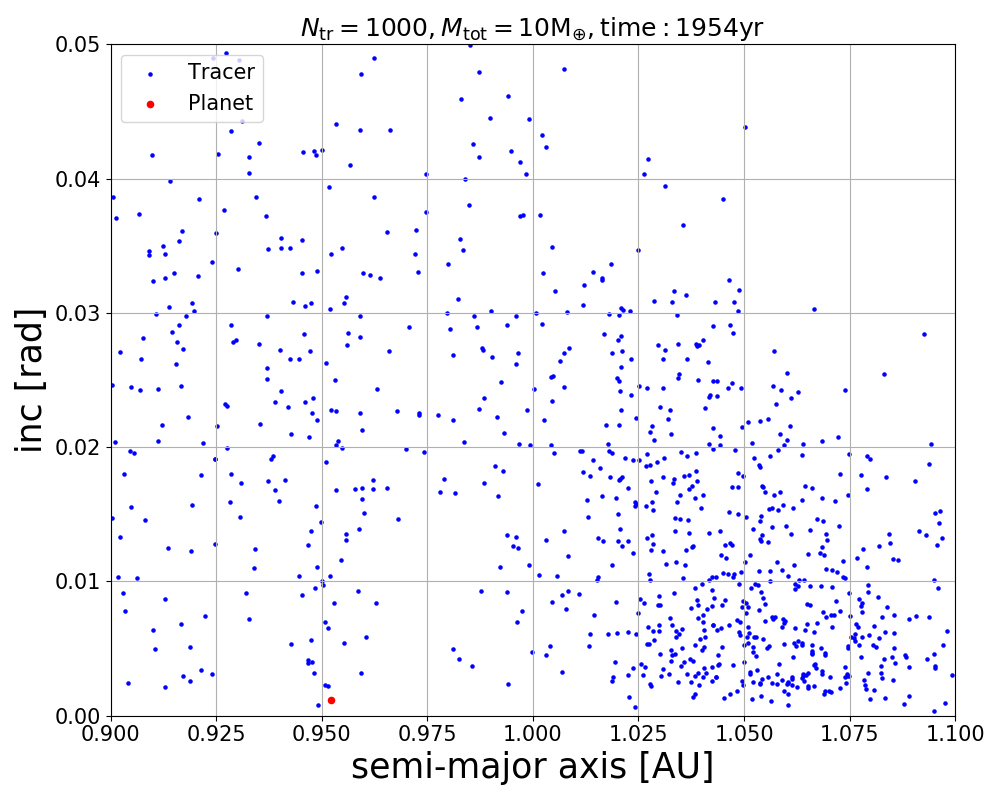 N_tr = 1000, M_tot = 10M_⊕, time : 1954yr
0.05
Tracer
Planet
0.04
0.03
inc [rad]
0.02
0.01
0.00
0.900 0.925 0.950 0.975 1.000 1.025 1.050 1.075 1.100
semi-major axis [AU]